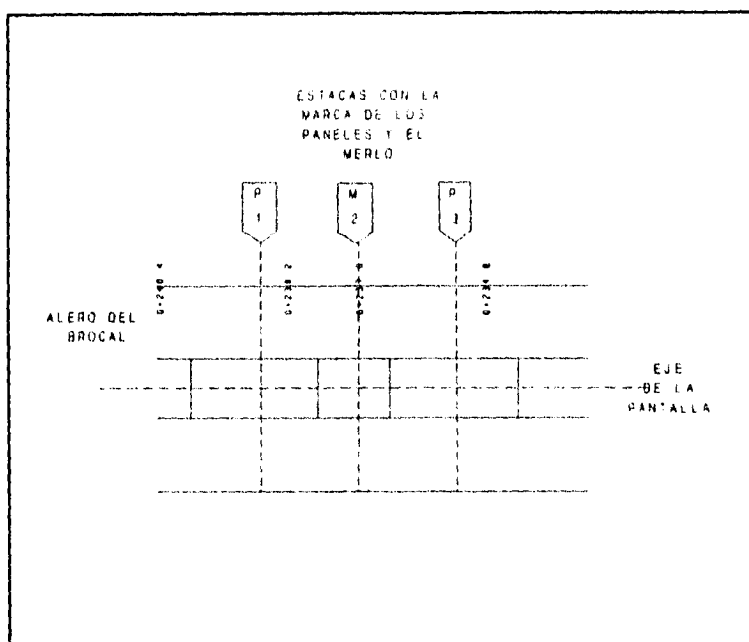 ESTACAS CON LA
MARCA DE LOS
PANELES Y EL
MERLO
P
1
M
2
P
3
ALERO DEL
BROCAL
EJE
DE LA
PANTALLA